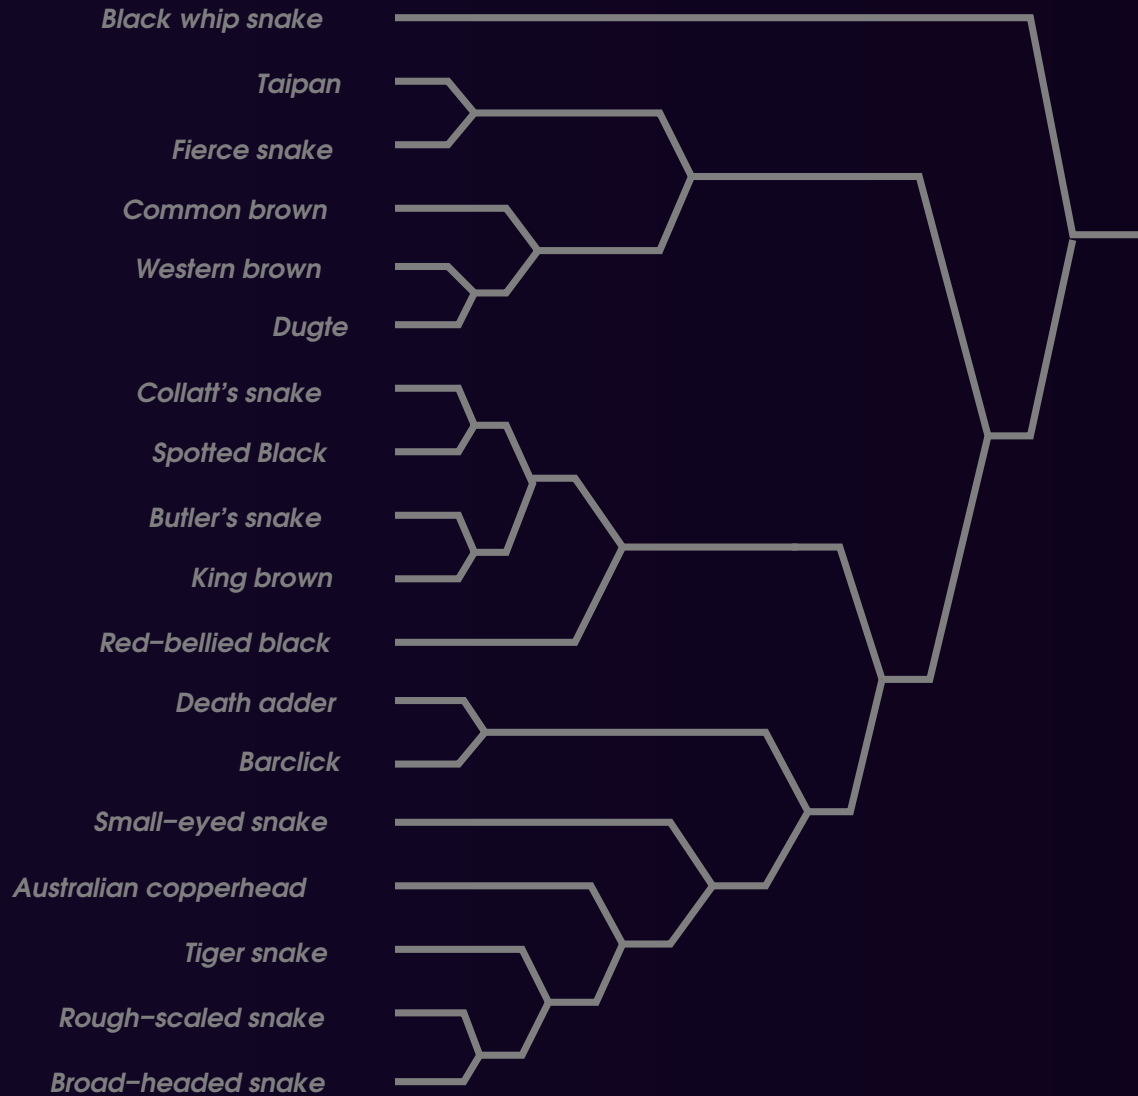 Black whip snake
Taipan
Fierce snake
Common brown
Western brown
Dugte
Collatt's snake
Spotted Black
Butler's snake
King brown
Red-bellied black
Death adder
Barclick
Small-eyed snake
Australian copperhead
Tiger snake
Rough-scaled snake
Broad-headed snake